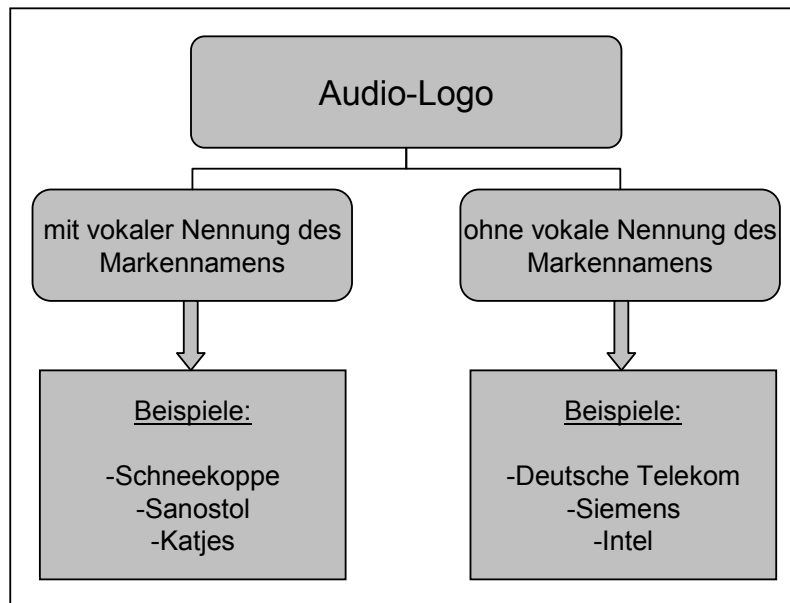 Audio-Logo
mit vokaler Nennung des
Markennamens
ohne vokale Nennung des
Markennamens
Beispiele:
-Schneekoppe
-Sanostol
-Katjes
Beispiele:
-Deutsche Telekom
-Siemens
-Intel